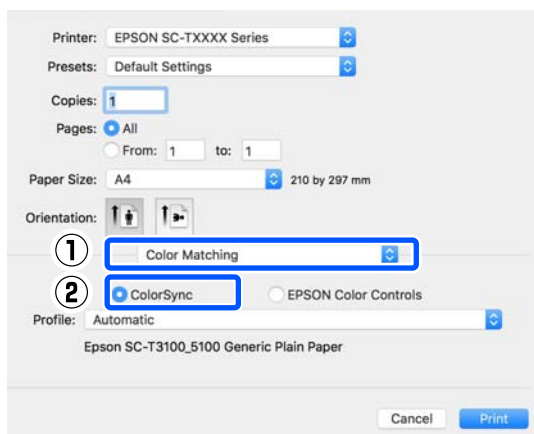 Printer: EPSON SC-TXXXX Series
Presets: Default Settings
Copies: 1
Pages: All
From: 1 to: 1
Paper Size: A4 210 by 297 mm
Orientation:
1 Color Matching
2 ColorSync EPSON Color Controls
Profile: Automatic
Epson SC-T3100_5100 Generic Plain Paper
Cancel Print